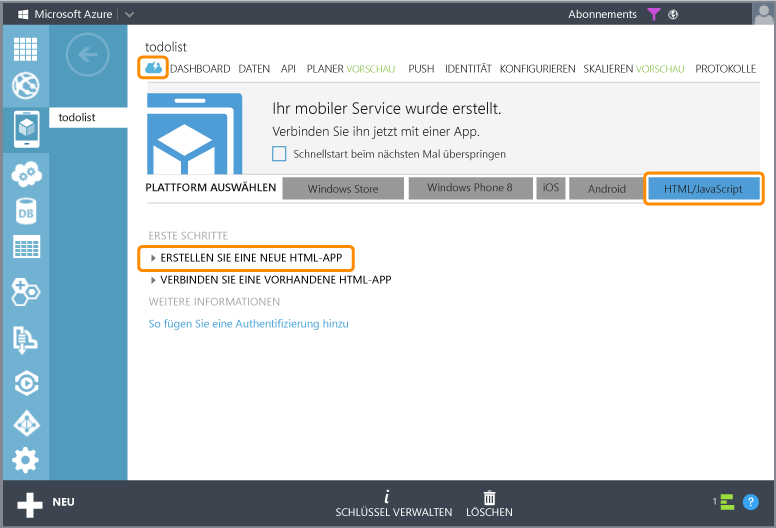 Microsoft Azure
Abonnements
todolist
todolist
DASHBOARD DATEN API PLANER VORSCHAU PUSH IDENTITÄT KONFIGURIEREN SKALIEREN VORSCHAU PROTOKOLLE
Ihr mobiler Service wurde erstellt.
Verbinden Sie ihn jetzt mit einer App.
Schnellstart beim nächsten Mal überspringen
PLATTFORM AUSWÄHLEN Windows Store Windows Phone 8 iOS Android HTML/JavaScript
ERSTE SCHRITTE
ERSTELLEN SIE EINE NEUE HTML-APP
VERBINDEN SIE EINE VORHANDENE HTML-APP
WEITERE INFORMATIONEN
So fügen Sie eine Authentifizierung hinzu
DB
NEU
SCHLÜSSEL VERWALTEN LÖSCHEN
1 ?